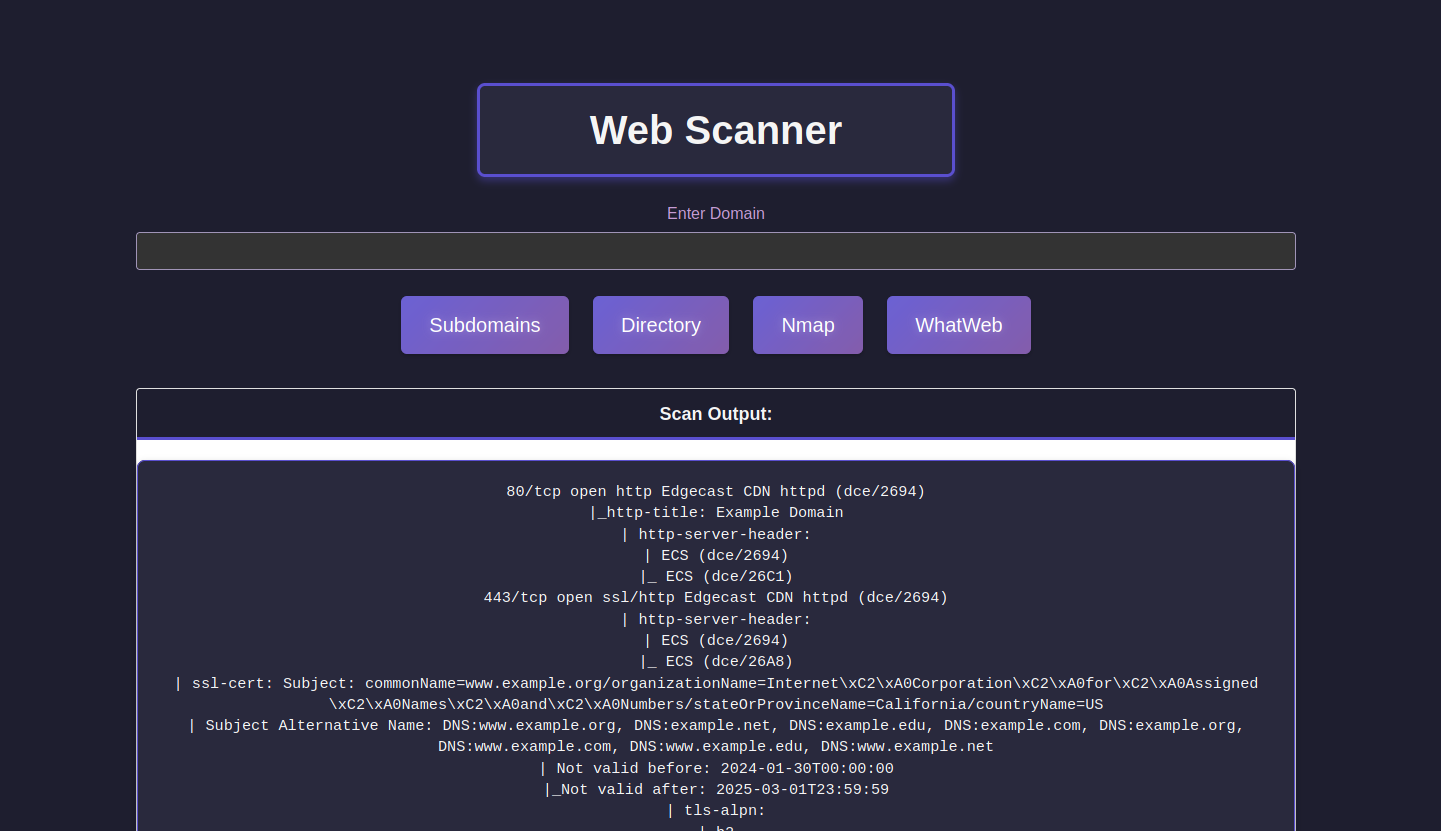 Web Scanner
Enter Domain
Subdomains Directory Nmap WhatWeb
Scan Output:
80/tcp open http Edgecast CDN httpd (dce/2694)
|_http-title: Example Domain
| http-server-header:
| ECS (dce/2694)
|_ ECS (dce/26C1)
443/tcp open ssl/http Edgecast CDN httpd (dce/2694)
| http-server-header:
| ECS (dce/2694)
|_ ECS (dce/26A8)
| ssl-cert: Subject: commonName=www.example.org/organizationName=Internet\xC2\xA0Corporation\xC2\xA0for\xC2\xA0Assigned
\xC2\xA0Names\xC2\xA0and\xC2\xA0Numbers/stateOrProvinceName=California/countryName=US
| Subject Alternative Name: DNS:www.example.org, DNS:example.net, DNS:example.edu, DNS:example.com, DNS:example.org,
DNS:www.example.com, DNS:www.example.edu, DNS:www.example.net
| Not valid before: 2024-01-30T00:00:00
|_Not valid after: 2025-03-01T23:59:59
| tls-alpn: